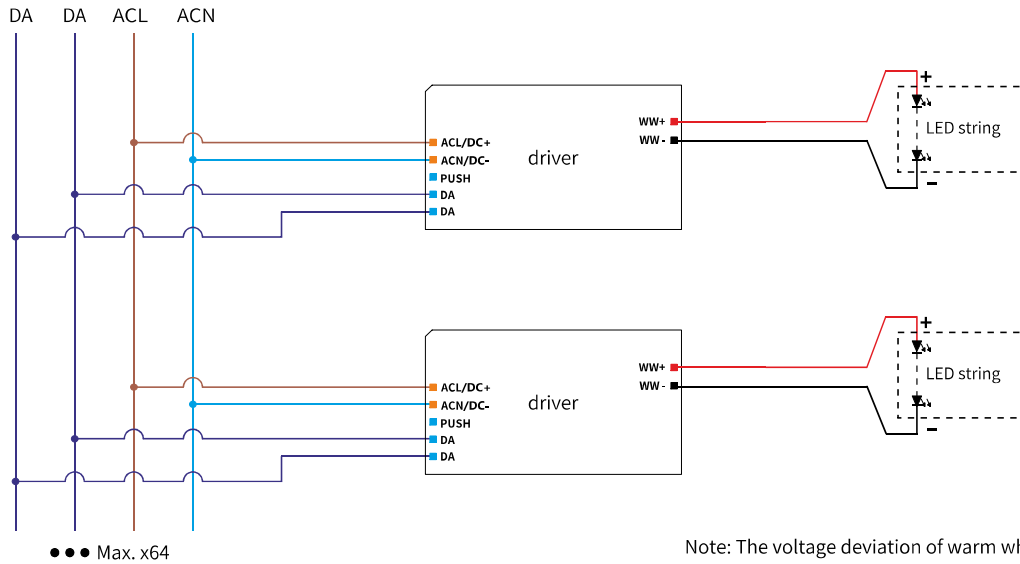 DA DA ACL ACN
ACL/DC+
ACN/DC-
PUSH
DA
DA
driver
WW+
WW -
+
LED string
-
ACL/DC+
ACN/DC-
PUSH
DA
DA
driver
WW+
WW -
+
LED string
-
••• Max. x64
Note: The voltage deviation of warm